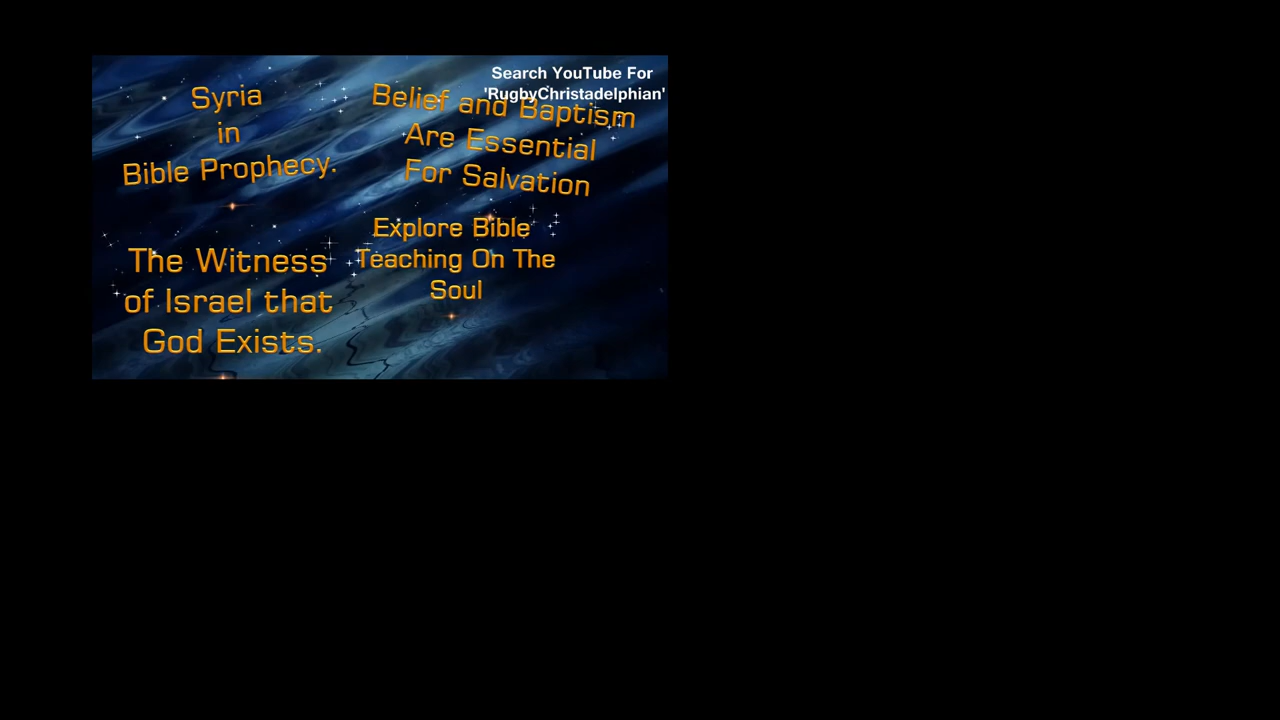 Search YouTube For
'RugbyChristadelphian'
Syria
in
Bible Prophecy.
Belief and Baptism
Are Essential
For Salvation
The Witness
of Israel that
God Exists.
Explore Bible
Teaching On The
Soul